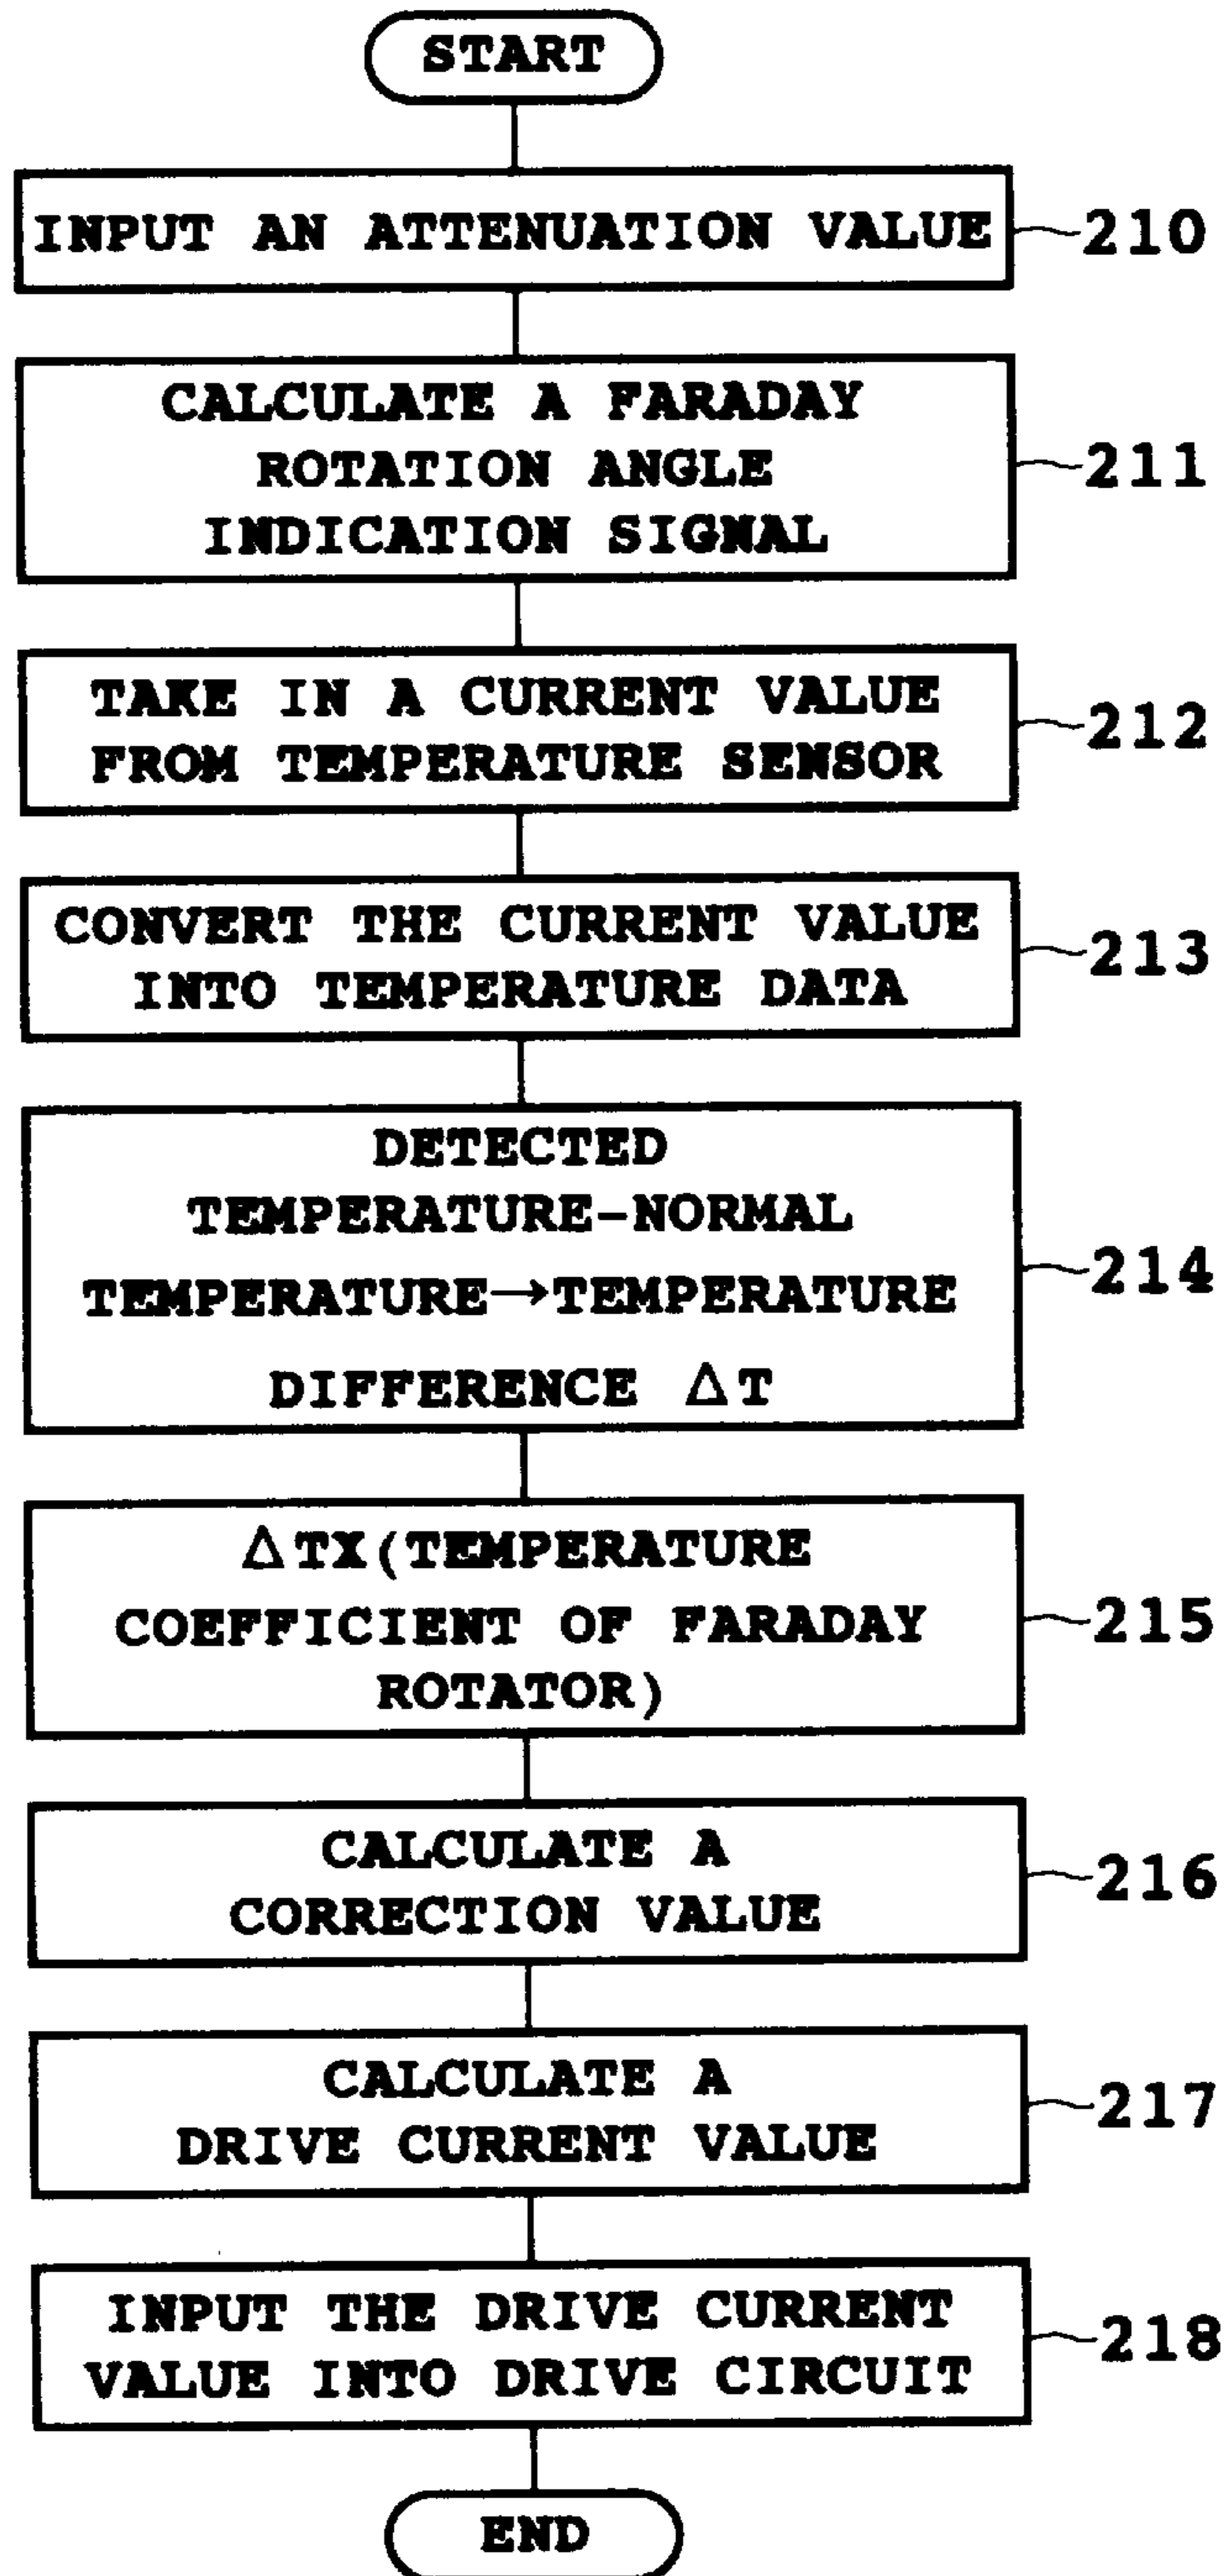 START
INPUT AN ATTENUATION VALUE
210
CALCULATE A FARADAY
ROTATION ANGLE
INDICATION SIGNAL
211
TAKE IN A CURRENT VALUE
FROM TEMPERATURE SENSOR
212
CONVERT THE CURRENT VALUE
INTO TEMPERATURE DATA
213
DETECTED
TEMPERATURE-NORMAL
TEMPERATURE→TEMPERATURE
DIFFERENCE ΔT
214
ΔTX(TEMPERATURE
COEFFICIENT OF FARADAY
ROTATOR)
215
CALCULATE A
CORRECTION VALUE
216
CALCULATE A
DRIVE CURRENT VALUE
217
INPUT THE DRIVE CURRENT
VALUE INTO DRIVE CIRCUIT
218
END